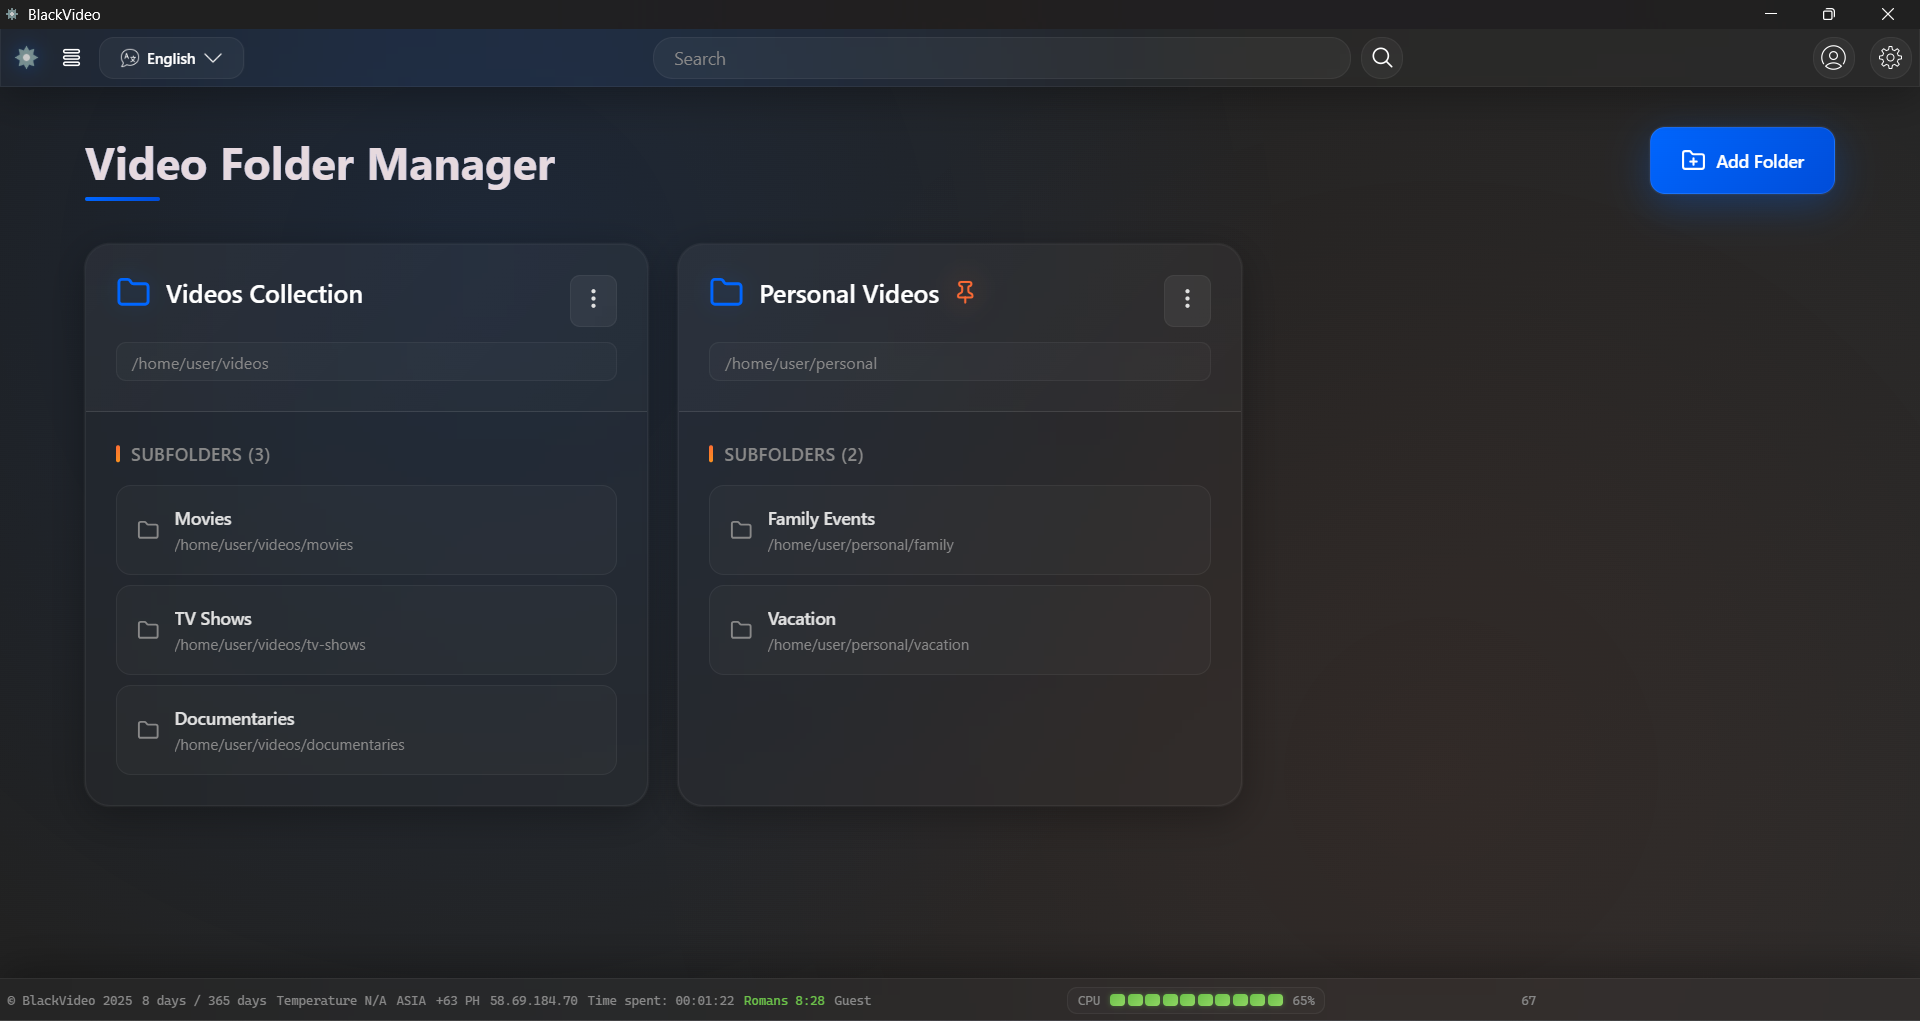 BlackVideo
English
Search
Video Folder Manager
Add Folder
Videos Collection
/home/user/videos
SUBFOLDERS (3)
Movies
/home/user/videos/movies
TV Shows
/home/user/videos/tv-shows
Documentaries
/home/user/videos/documentaries
Personal Videos
/home/user/personal
SUBFOLDERS (2)
Family Events
/home/user/personal/family
Vacation
/home/user/personal/vacation
© BlackVideo 2025 8 days / 365 days Temperature N/A ASIA +63 PH 58.69.184.70 Time spent: 00:01:22 Romans 8:28 Guest CPU 65% 67